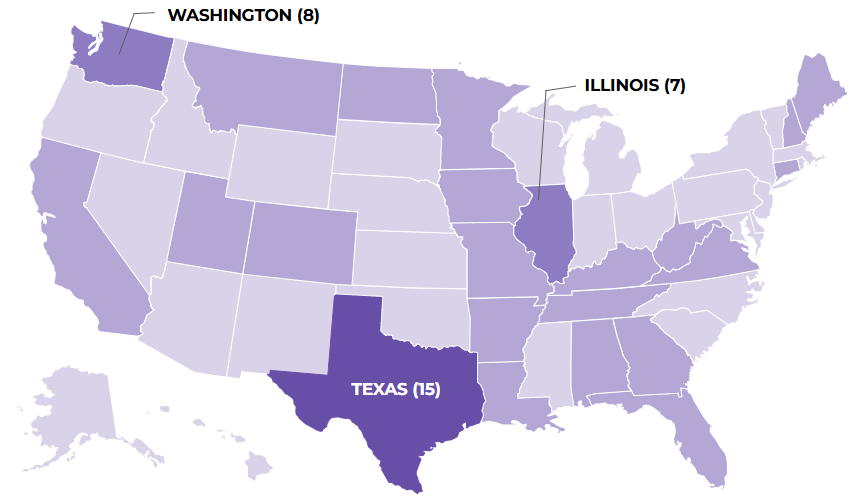 WASHINGTON (8)
ILLINOIS (7)
TEXAS (15)